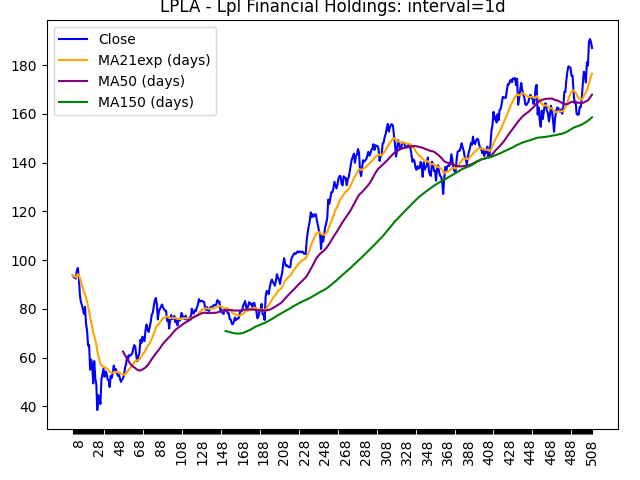 LPLA - Lpl Financial Holdings: interval=1d
Close
MA21exp (days)
MA50 (days)
MA150 (days)
180
160
140
120
100
80
60
40
8 28 48 68 88 108 128 148 168 188 208 228 248 268 288 308 328 348 368 388 408 428 448 468 488 508